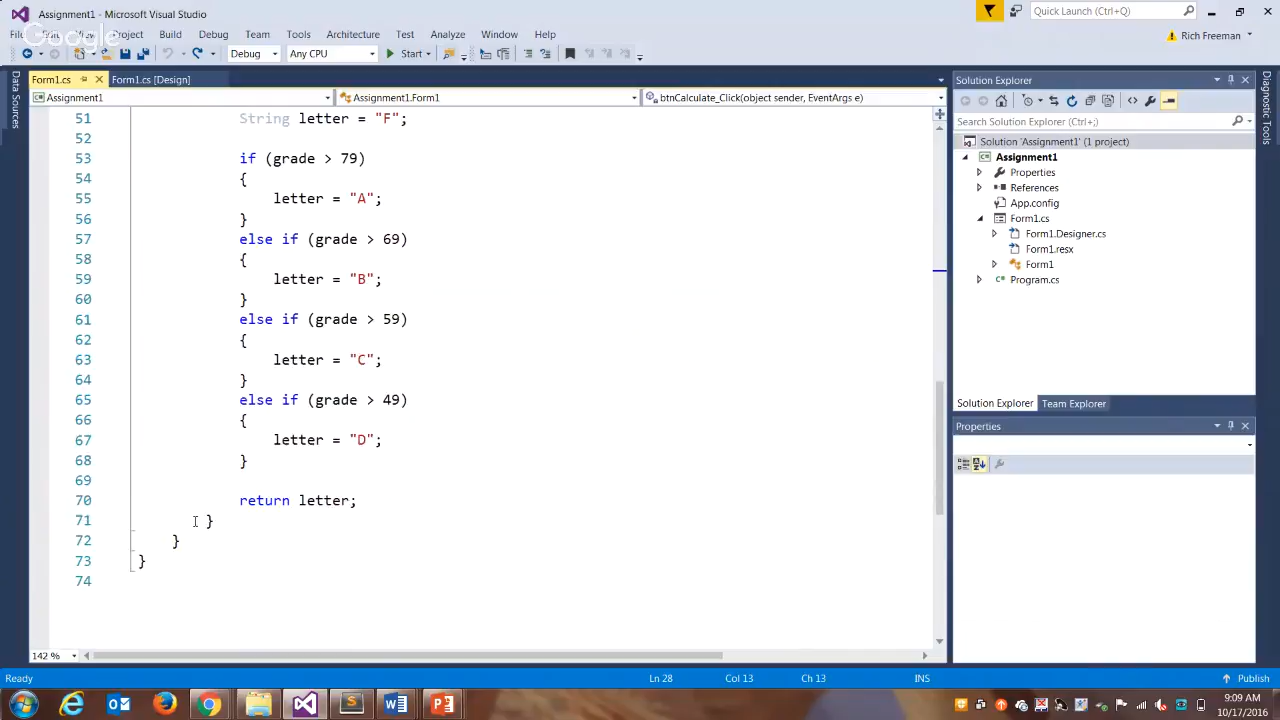 Assignment1 - Microsoft Visual Studio
Quick Launch (Ctrl+Q)
Google
Project Build Debug Team Tools Architecture Test Analyze Window Help
Rich Freeman
Debug Any CPU Start
Data Sources
Form1.cs Form1.cs [Design]
Assignment1 Assignment1.Form1 btnCalculate_Click(object sender, EventArgs e)
51 String letter = "F";
52
53 if (grade > 79)
54 {
55 letter = "A";
56 }
57 else if (grade > 69)
58 {
59 letter = "B";
60 }
61 else if (grade > 59)
62 {
63 letter = "C";
64 }
65 else if (grade > 49)
66 {
67 letter = "D";
68 }
69
70 return letter;
71 }
72 }
73 }
74
142 %
Solution Explorer
Search Solution Explorer (Ctrl+;)
Solution 'Assignment1' (1 project)
Assignment1
Properties
References
App.config
Form1.cs
Form1.Designer.cs
Form1.resx
Form1
Program.cs
Solution Explorer Team Explorer
Properties
Diagnostic Tools
Ready Ln 28 Col 13 Ch 13 INS Publish
9:09 AM
10/17/2016